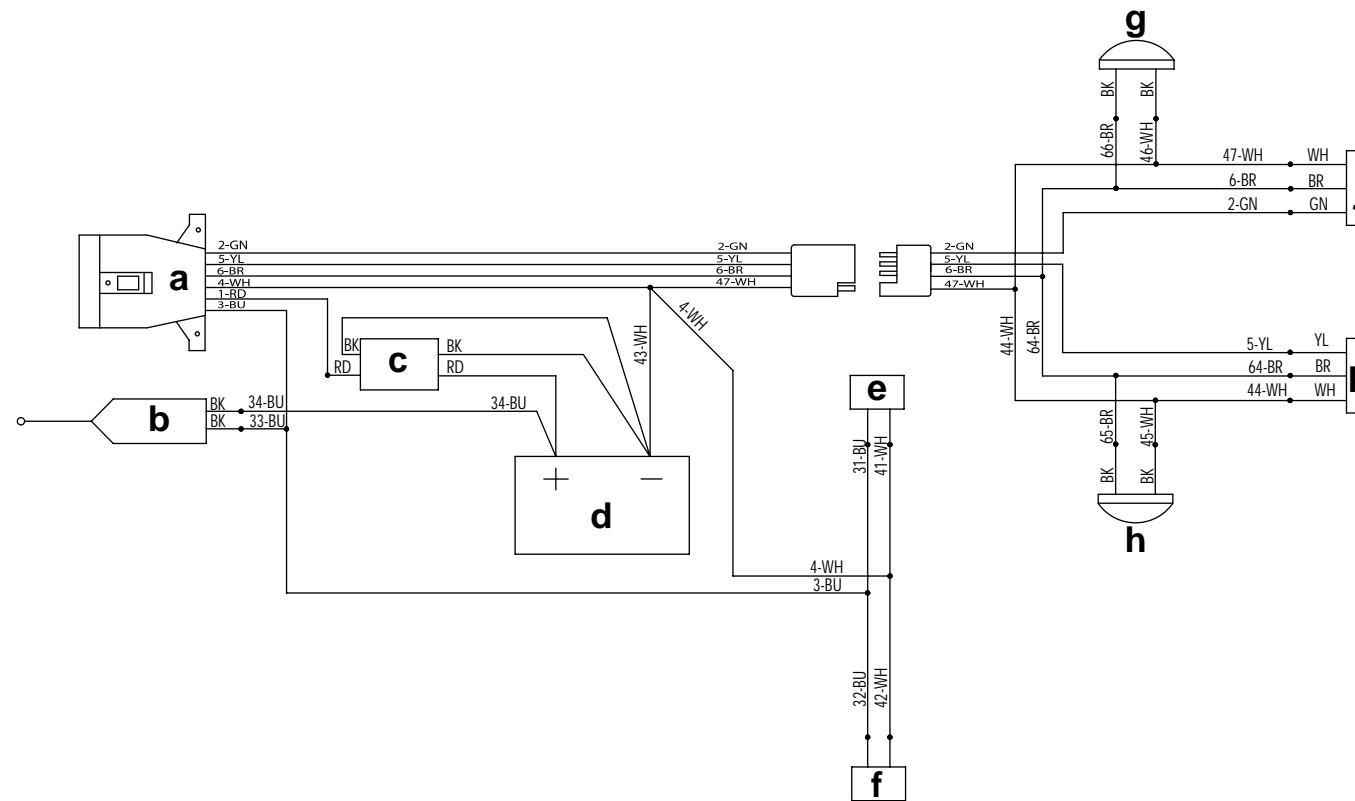 g
BK
BK
66-BR
46-WH
47-WH
WH
6-BR
BR
2-GN
GN
2-GN
5-YL
6-BR
4-WH
1-RD
3-BU
a
2-GN
5-YL
6-BR
47-WH
2-GN
5-YL
6-BR
47-WH
44-WH
64-BR
4-WH
43-WH
BK
RD
c
BK
RD
5-YL
YL
64-BR
BR
44-WH
WH
e
b
BK
34-BU
34-BU
BK
33-BU
31-BU
41-WH
65-BR
45-WH
BK
BK
h
+
−
d
4-WH
3-BU
32-BU
42-WH
f